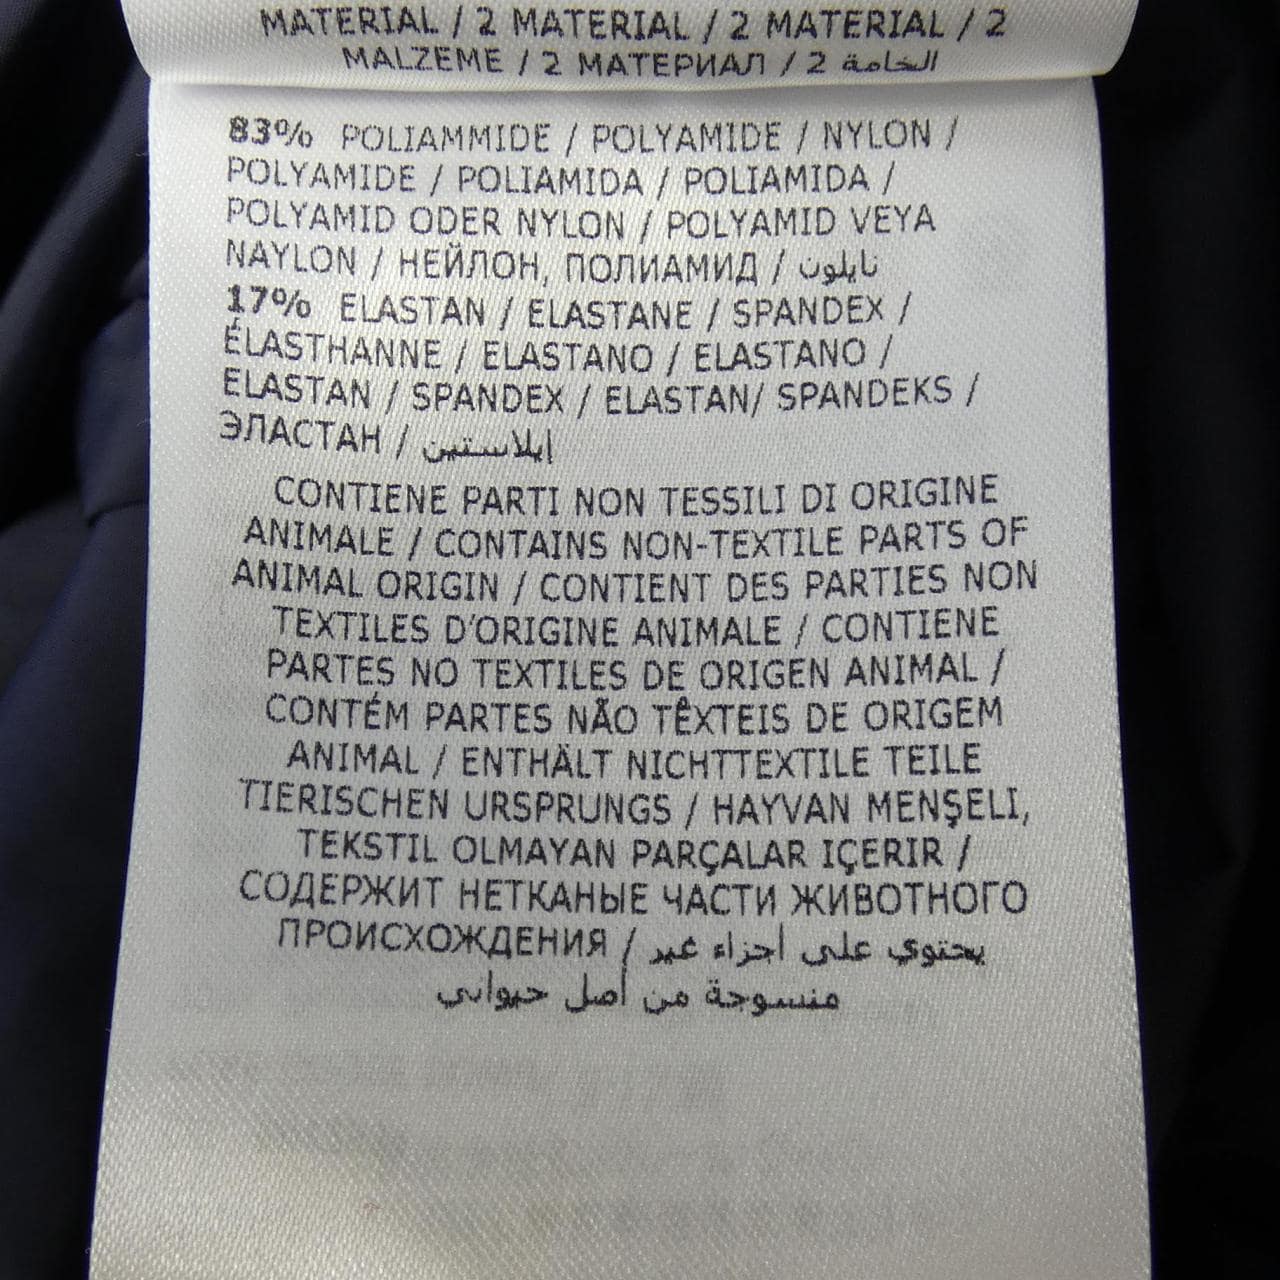 MATERIAL / 2 MATERIAL / 2 MATERIAL / 2
MALZEME / 2 МАТЕРИАЛ / 2 الخامة
83% POLIAMMIDE / POLYAMIDE / NYLON /
POLYAMIDE / POLIAMIDA / POLIAMIDA /
POLYAMID ODER NYLON / POLYAMID VEYA
NAYLON / НЕЙЛОН, ПОЛИАМИД / نايلون
17% ELASTAN / ELASTANE / SPANDEX /
ÉLASTHANNE / ELASTANO / ELASTANO /
ELASTAN / SPANDEX / ELASTAN/ SPANDEKS /
ЭЛАСТАН / إيلاستين
CONTIENE PARTI NON TESSILI DI ORIGINE
ANIMALE / CONTAINS NON-TEXTILE PARTS OF
ANIMAL ORIGIN / CONTIENT DES PARTIES NON
TEXTILES D'ORIGINE ANIMALE / CONTIENE
PARTES NO TEXTILES DE ORIGEN ANIMAL /
CONTÉM PARTES NÃO TÊXTEIS DE ORIGEM
ANIMAL / ENTHÄLT NICHTTEXTILE TEILE
TIERISCHEN URSPRUNGS / HAYVAN MENŞELI,
TEKSTIL OLMAYAN PARÇALAR IÇERIR /
СОДЕРЖИТ НЕТКАНЫЕ ЧАСТИ ЖИВОТНОГО
ПРОИСХОЖДЕНИЯ / يحتوي على أجزاء غير
منسوجة من أصل حيواني